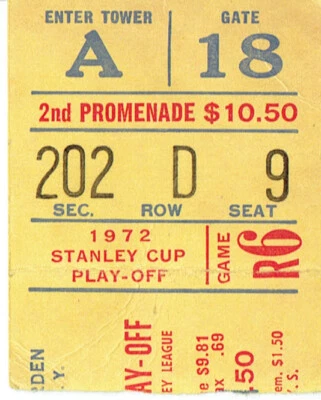 ENTER TOWER GATE
A 18
2nd PROMENADE $10.50
202 D 9
SEC. ROW SEAT
1972
STANLEY CUP
PLAY-OFF
GAME R6
RDEN
Y.
AY-OFF
EY LEAGUE
e $9.81
ax .69
50
em. $1.50
. S.